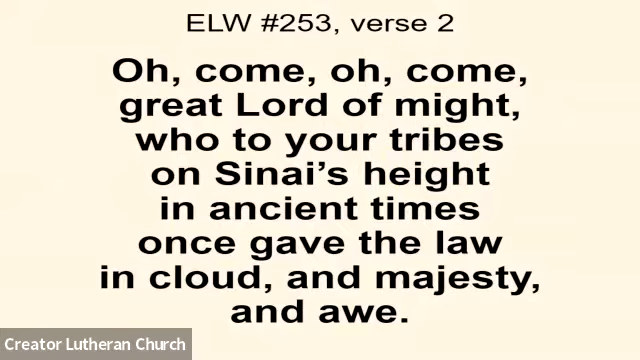 ELW #253, verse 2
Oh, come, oh, come,
great Lord of might,
who to your tribes
on Sinai’s height
in ancient times
once gave the law
in cloud, and majesty,
and awe.
Creator Lutheran Church